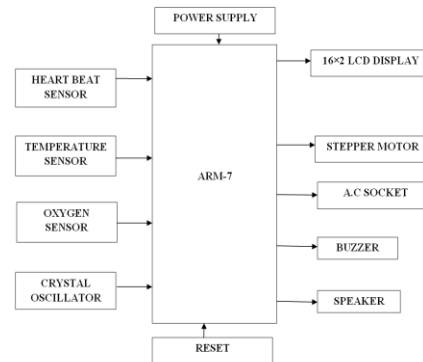 POWER SUPPLY
HEART BEAT
SENSOR
TEMPERATURE
SENSOR
OXYGEN
SENSOR
CRYSTAL
OSCILLATOR
ARM-7
16×2 LCD DISPLAY
STEPPER MOTOR
A.C SOCKET
BUZZER
SPEAKER
RESET